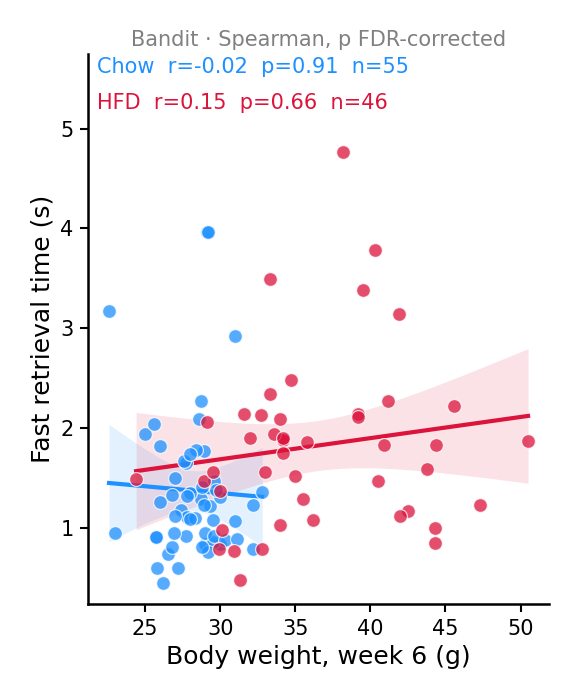 Bandit · Spearman, p FDR-corrected
Chow r=-0.02 p=0.91 n=55
HFD r=0.15 p=0.66 n=46
5
4
3
2
1
Fast retrieval time (s)
25 30 35 40 45 50
Body weight, week 6 (g)